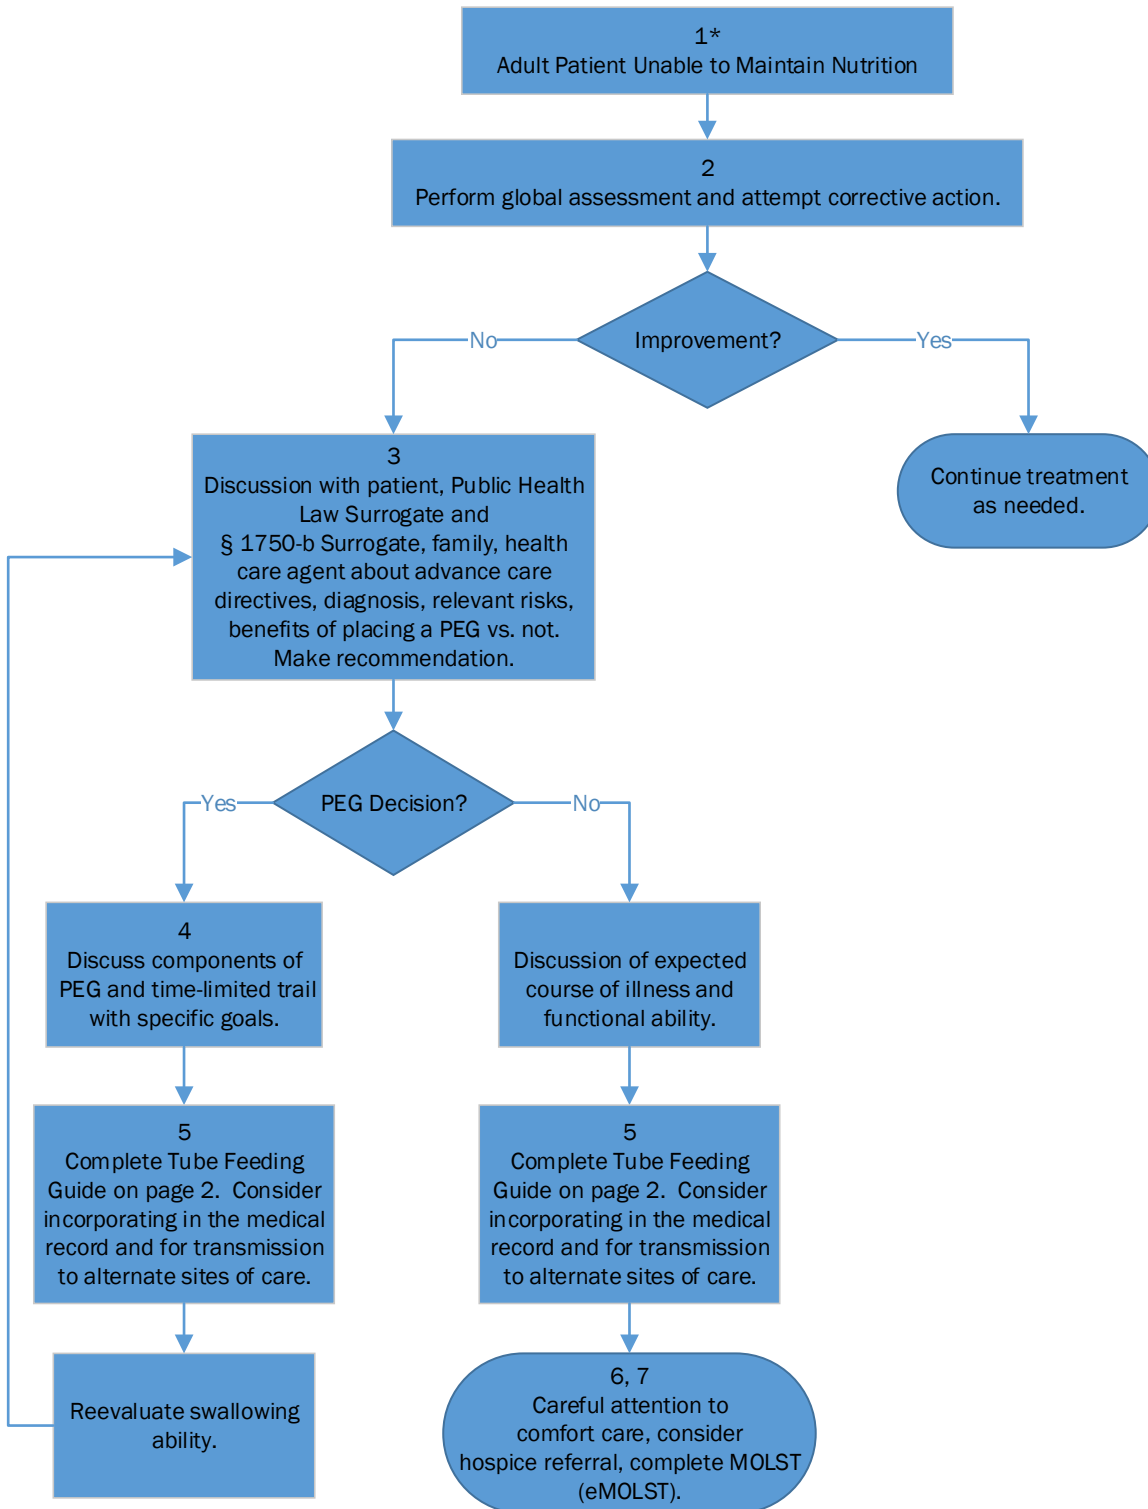 1*
Adult Patient Unable to Maintain Nutrition
2
Perform global assessment and attempt corrective action.
Improvement?
No
Yes
3
Discussion with patient, Public Health
Law Surrogate and
§ 1750-b Surrogate, family, health
care agent about advance care
directives, diagnosis, relevant risks,
benefits of placing a PEG vs. not.
Make recommendation.
Continue treatment
as needed.
PEG Decision?
Yes
No
4
Discuss components of
PEG and time-limited trail
with specific goals.
Discussion of expected
course of illness and
functional ability.
5
Complete Tube Feeding
Guide on page 2.  Consider
incorporating in the medical
record and for transmission
to alternate sites of care.
5
Complete Tube Feeding
Guide on page 2.  Consider
incorporating in the medical
record and for transmission
to alternate sites of care.
Reevaluate swallowing
ability.
6, 7
Careful attention to
comfort care, consider
hospice referral, complete MOLST
(eMOLST).